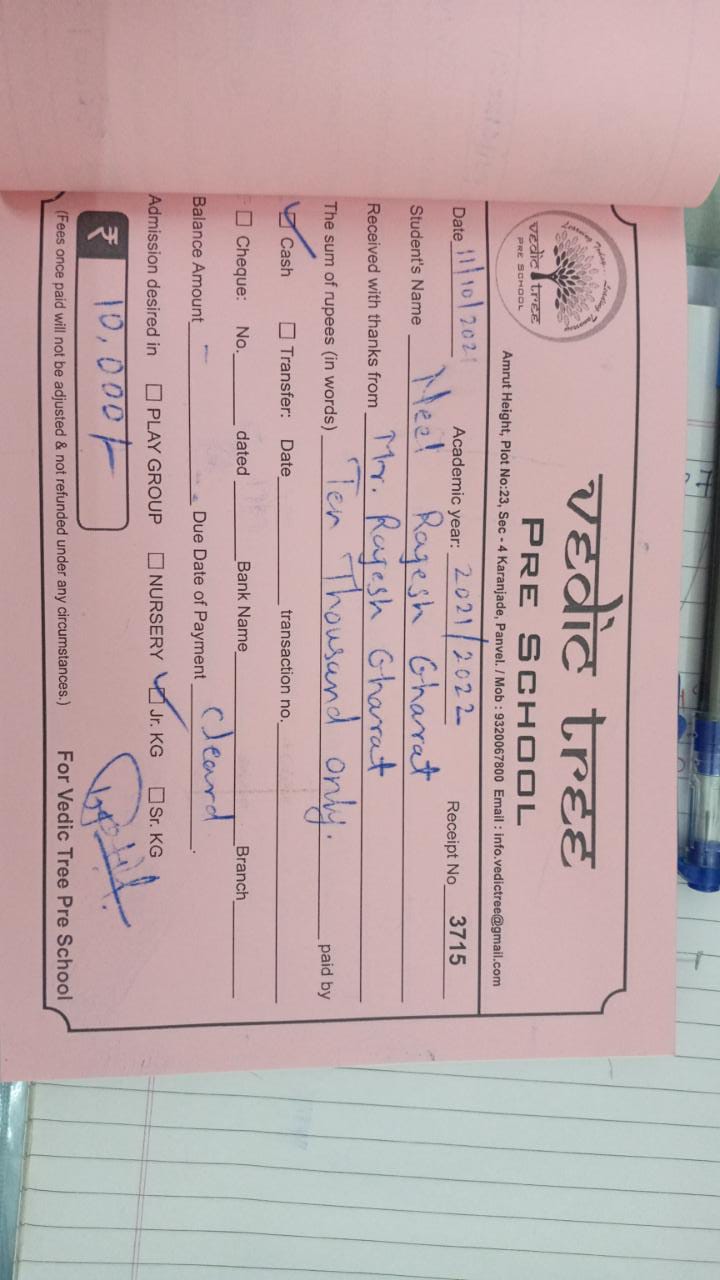 vedic tree
PRE SCHOOL
vedic tree
PRE SCHOOL
Amrut Height, Plot No:23, Sec - 4 Karanjade, Panvel. / Mob : 9320067800 Email : info.vedictree@gmail.com
Date 11/10/2021 Academic year: 2021/2022 Receipt No 3715
Student's Name Meet Rajesh Gharat
Received with thanks from Mr. Rajesh Gharat
The sum of rupees (in words) Ten Thousand only. paid by
Cash Transfer: Date transaction no.
Cheque: No. dated Bank Name Branch
Balance Amount - Due Date of Payment Cleard.
Admission desired in PLAY GROUP NURSERY Jr. KG Sr. KG
₹ 10,000/-
(Fees once paid will not be adjusted & not refunded under any circumstances.) For Vedic Tree Pre School